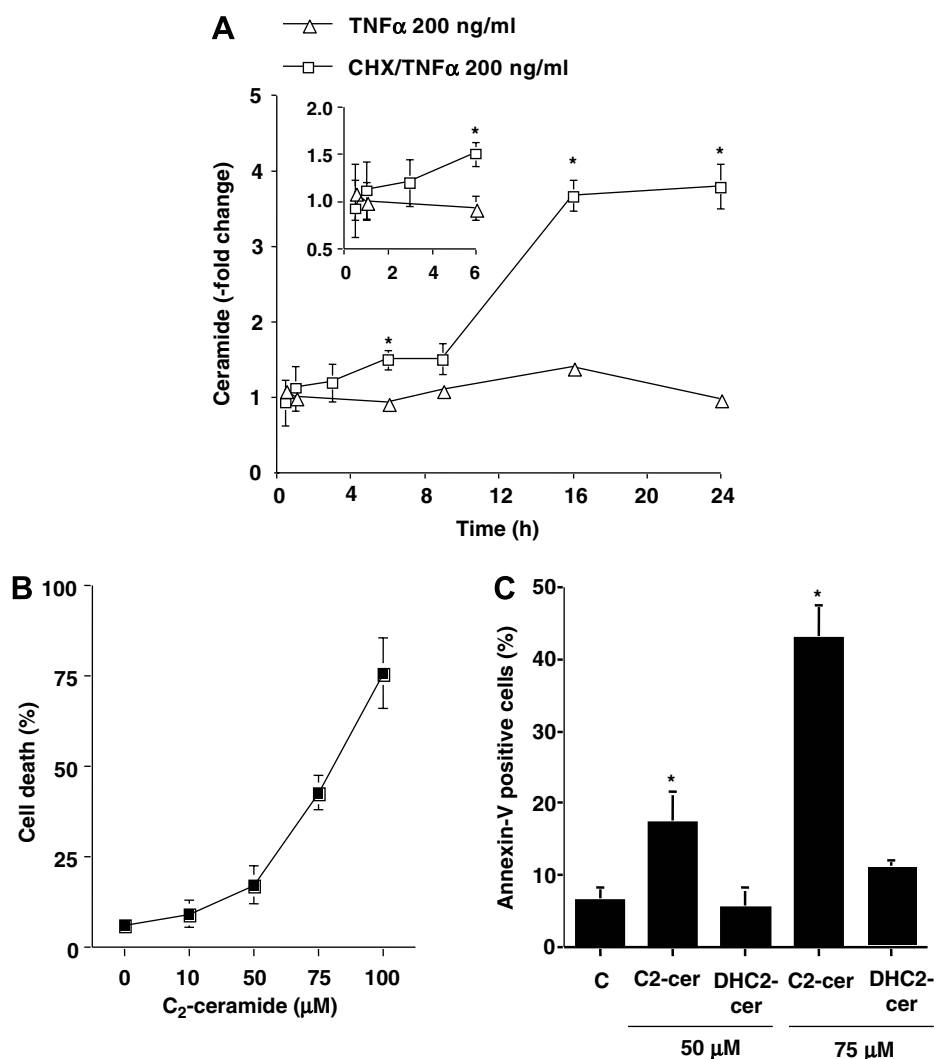 A
TNFα 200 ng/ml
CHX/TNFα 200 ng/ml
5
4
3
2
1
0
Ceramide (-fold change)
2.0
1.5
1.0
0.5
0 2 4 6
*
*
*
*
0 4 8 12 16 20 24
Time (h)
B
100
75
50
25
0
Cell death (%)
0 10 50 75 100
C₂-ceramide (μM)
C
50
40
30
20
10
0
Annexin-V positive cells (%)
*
*
C C2-cer DHC2- C2-cer DHC2-
cer cer
50 μM 75 μM